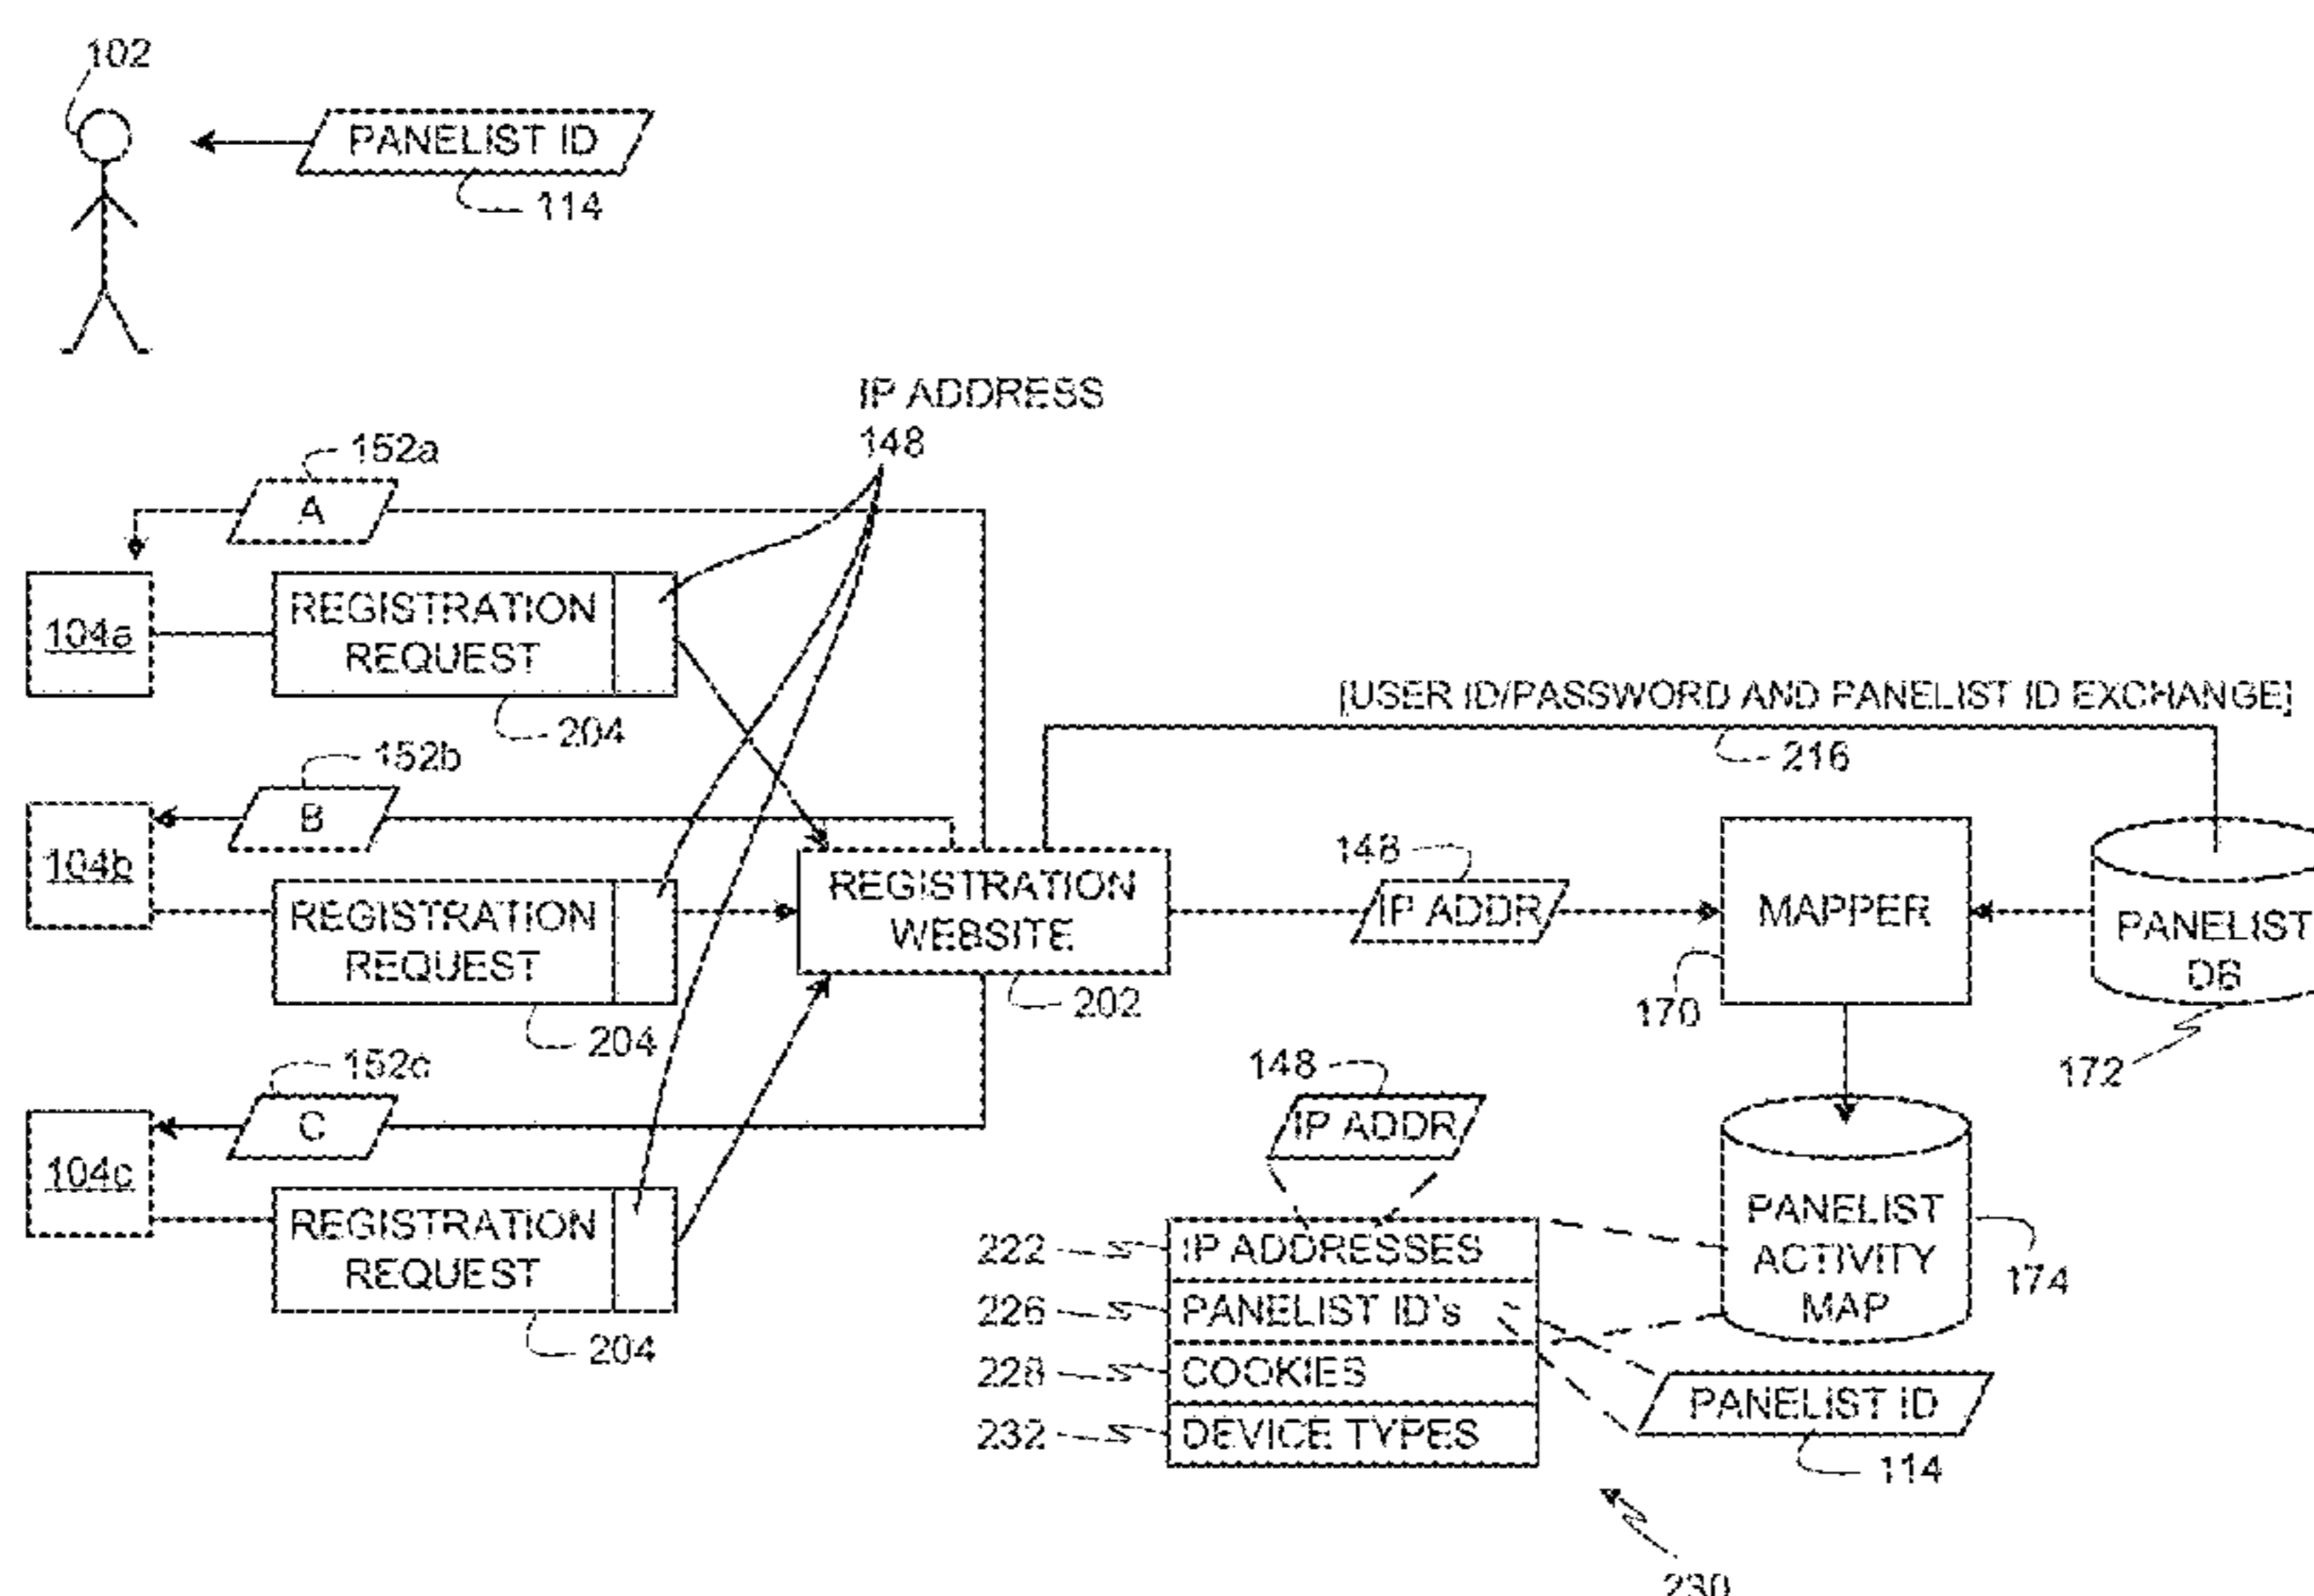 102
PANELIST ID
114
IP ADDRESS
148
152a
A
104a
REGISTRATION
REQUEST
204
[USER ID/PASSWORD AND PANELIST ID EXCHANGE]
216
152b
B
104b
REGISTRATION
REQUEST
204
REGISTRATION
WEBSITE
202
148
IP ADDR
MAPPER
170
PANELIST
DB
172
152c
C
104c
REGISTRATION
REQUEST
204
148
IP ADDR
222
IP ADDRESSES
226
PANELIST ID's
228
COOKIES
232
DEVICE TYPES
PANELIST
ACTIVITY
MAP
174
PANELIST ID
114